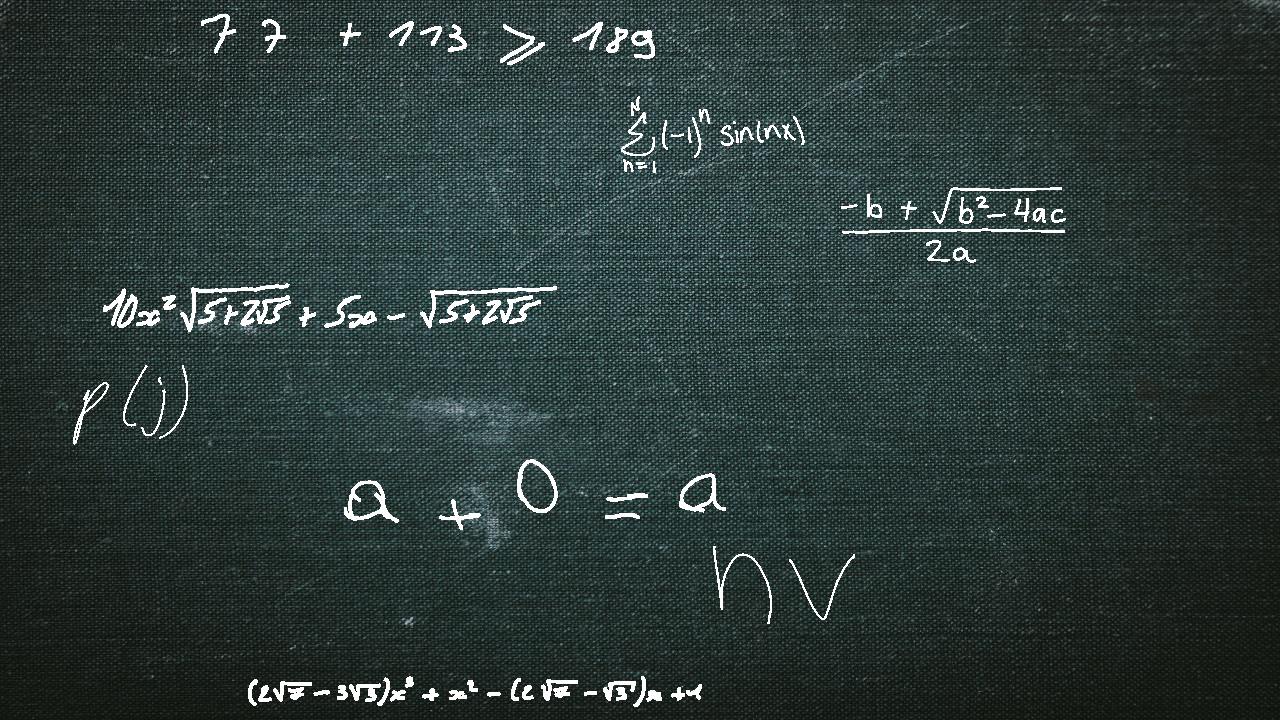 77 + 113 ⩾ 189
\sum_{n=1}^{N} (-1)^n sin(nx)
\frac{-b + \sqrt{b^2 - 4ac}}{2a}
10x^2 \sqrt{5+2\sqrt{5}} + 5x - \sqrt{5+2\sqrt{5}}
p(j)
a + 0 = a
nv
(2\sqrt{7} - 3\sqrt{3})x^3 + x^2 - (2\sqrt{7} - \sqrt{3})x + 1